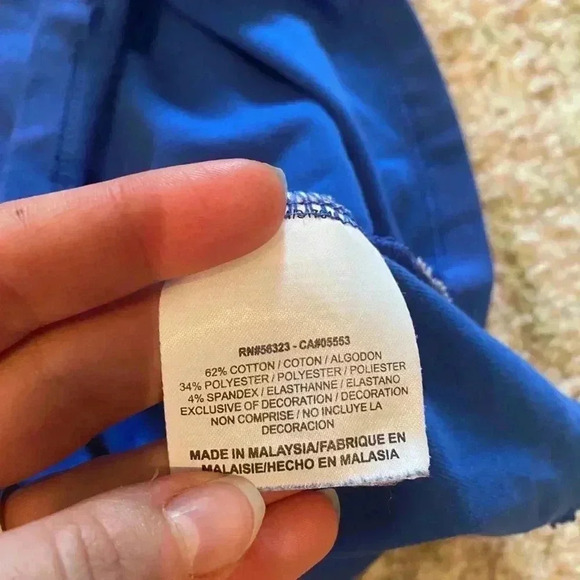 RN#56323 - CA#05553
62% COTTON / COTON / ALGODON
34% POLYESTER / POLYESTER / POLIESTER
4% SPANDEX / ELASTHANNE / ELASTANO
EXCLUSIVE OF DECORATION / DECORATION
NON COMPRISE / NO INCLUYE LA
DECORACION
MADE IN MALAYSIA/FABRIQUE EN
MALAISIE/HECHO EN MALASIA